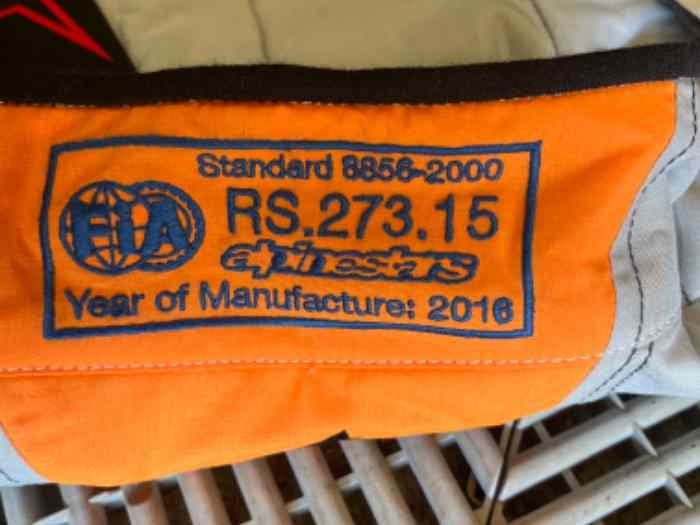 Standard 8856-2000
FIA
RS.273.15
alpinestars
Year of Manufacture: 2016